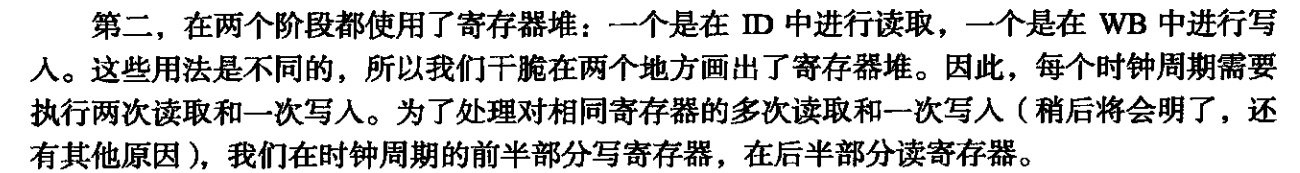 第二，在两个阶段都使用了寄存器堆：一个是在 ID 中进行读取，一个是在 WB 中进行写
入。这些用法是不同的，所以我们干脆在两个地方画出了寄存器堆。因此，每个时钟周期需要
执行两次读取和一次写入。为了处理对相同寄存器的多次读取和一次写入（稍后将会明了，还
有其他原因），我们在时钟周期的前半部分写寄存器，在后半部分读寄存器。